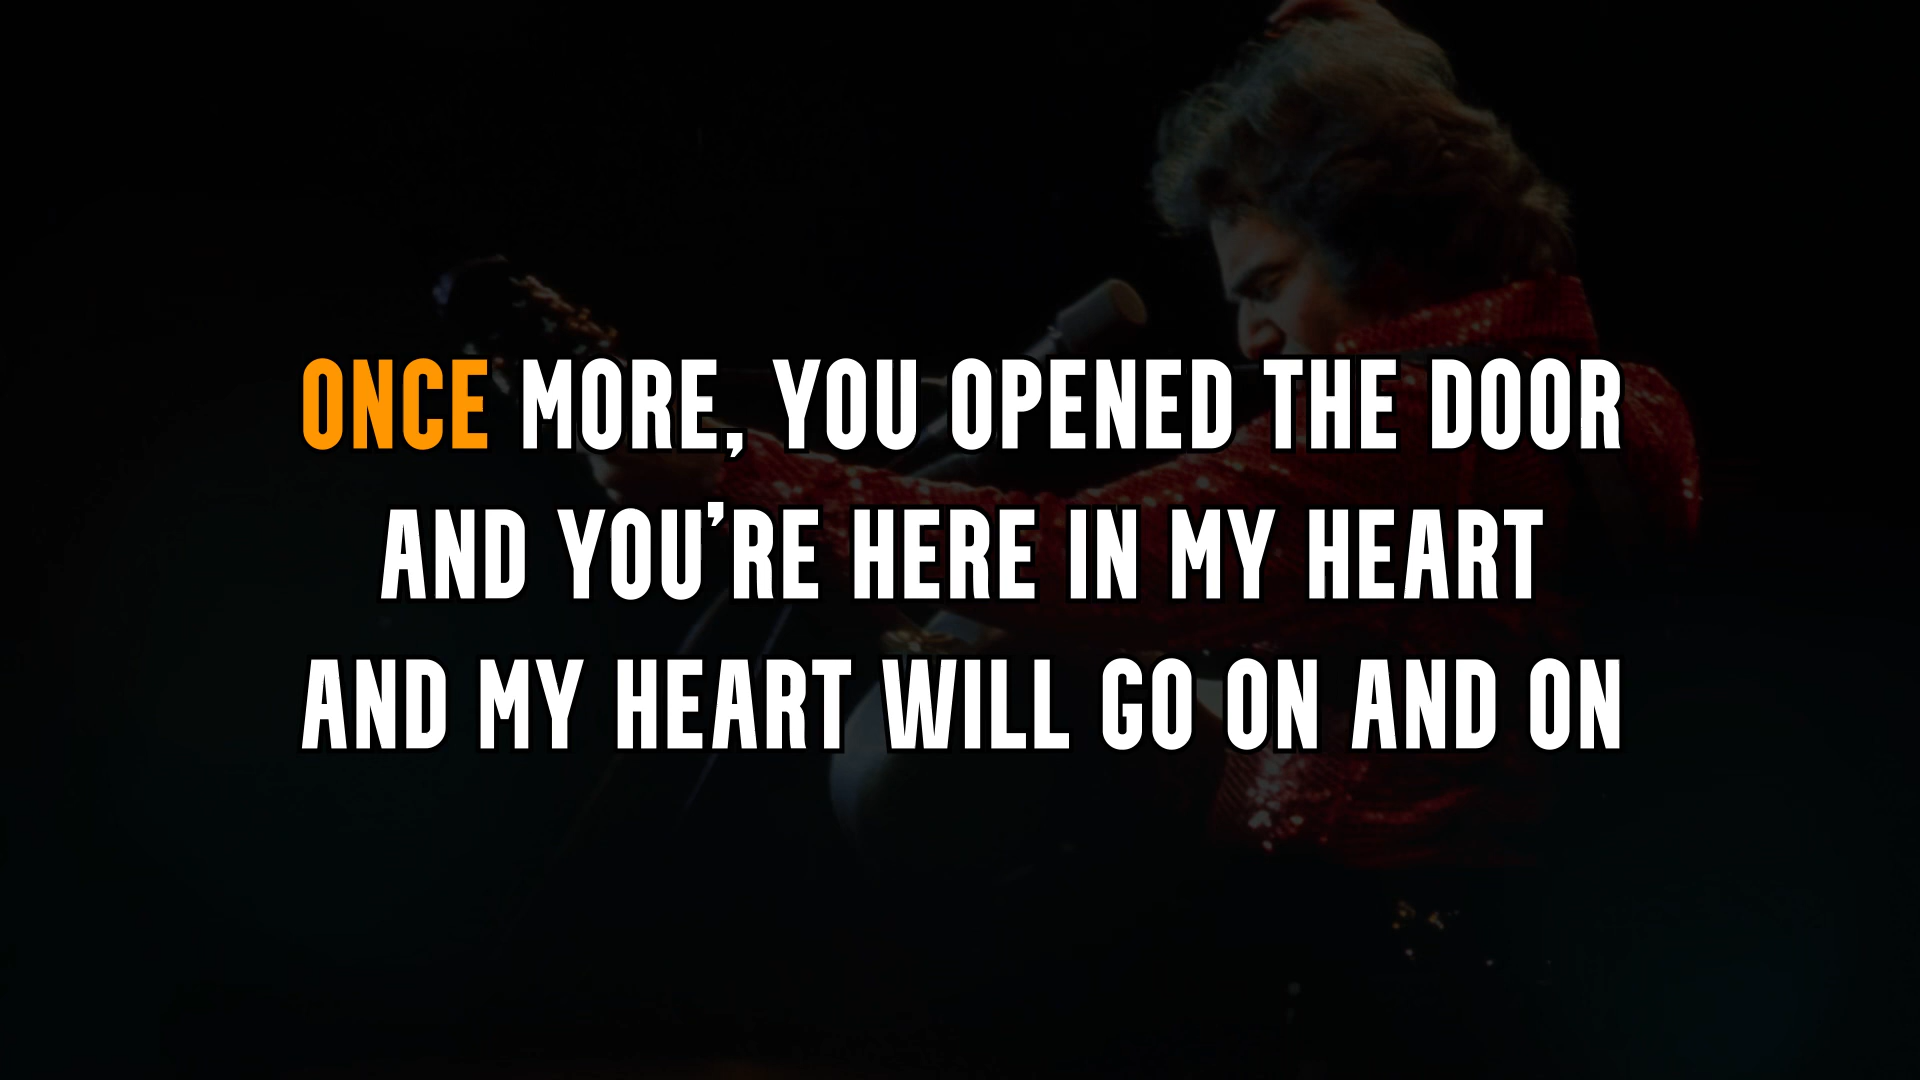 ONCE MORE, YOU OPENED THE DOOR
AND YOU'RE HERE IN MY HEART
AND MY HEART WILL GO ON AND ON